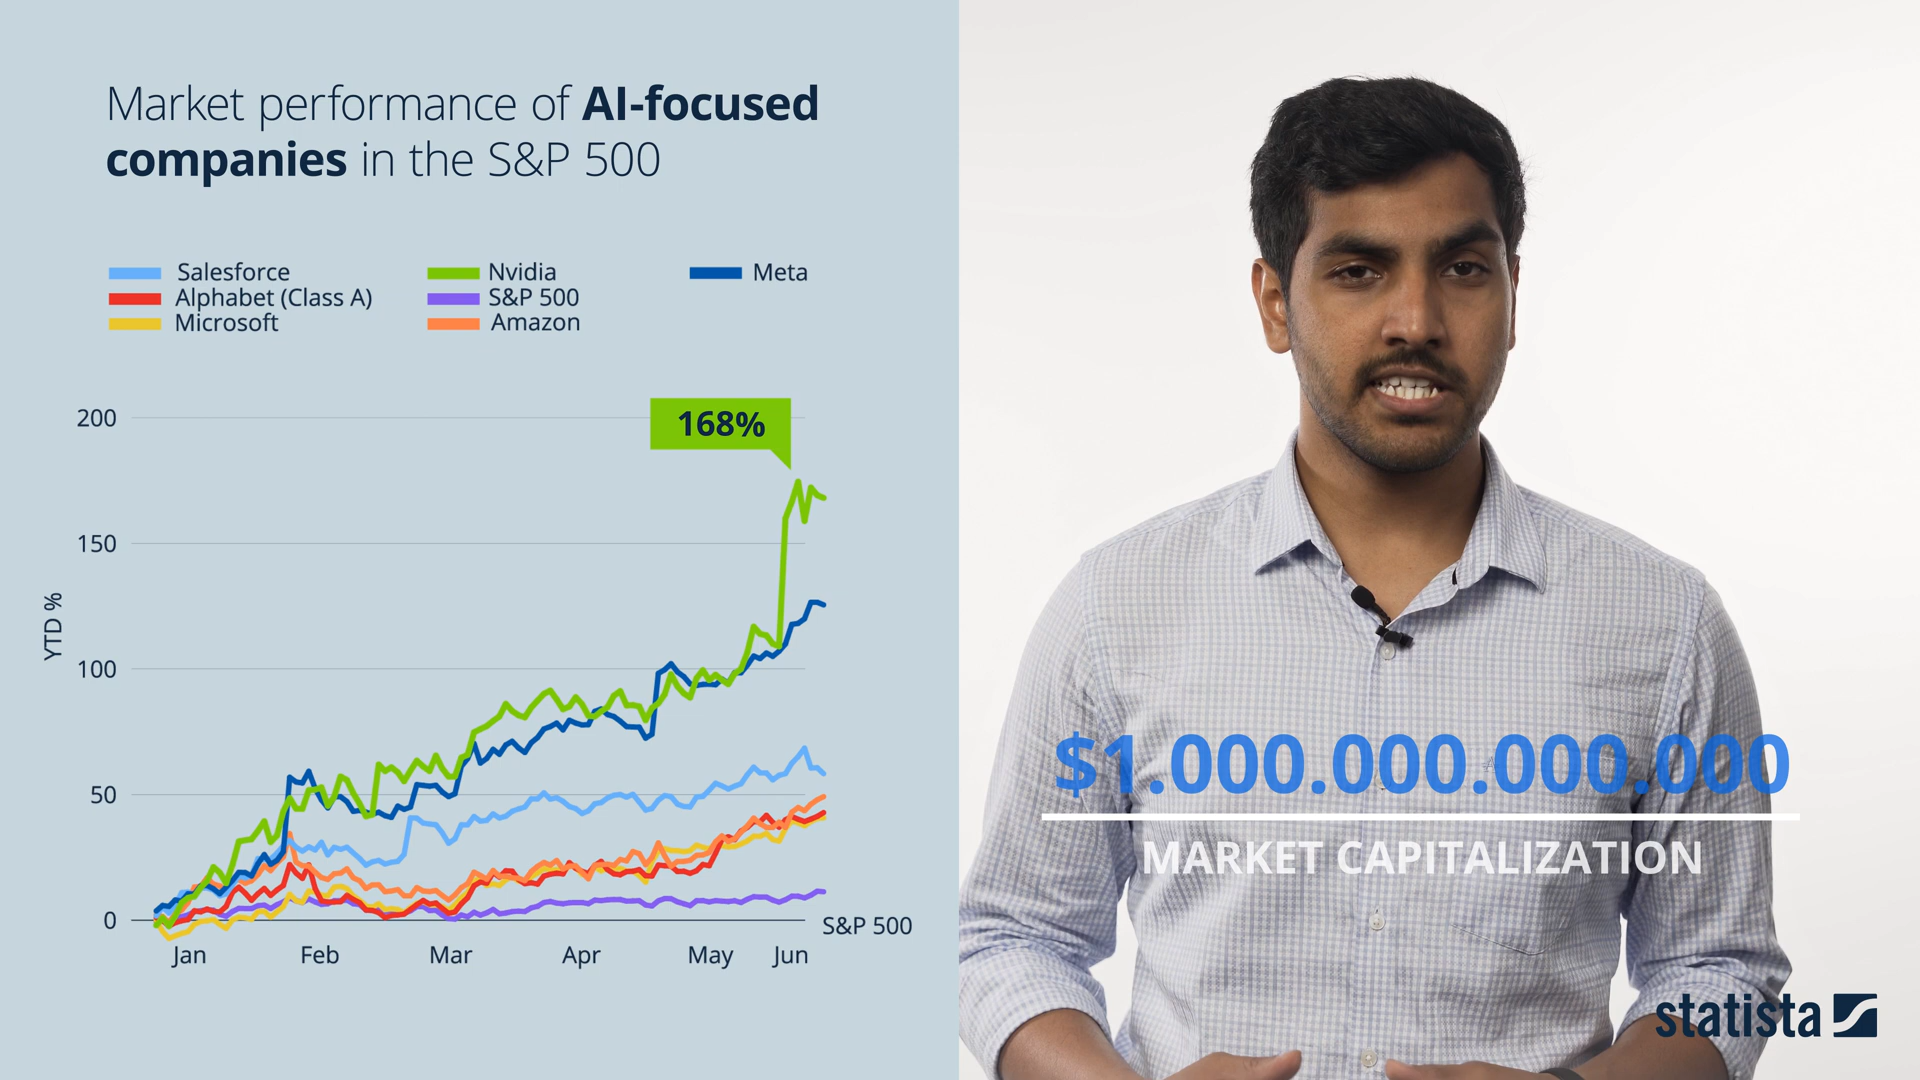 Market performance of AI-focused
companies in the S&P 500
Salesforce
Nvidia
Meta
Alphabet (Class A)
S&P 500
Microsoft
Amazon
200
168%
150
YTD %
100
50
0
S&P 500
Jan
Feb
Mar
Apr
May
Jun
$1.000.000.000.000
MARKET CAPITALIZATION
statista